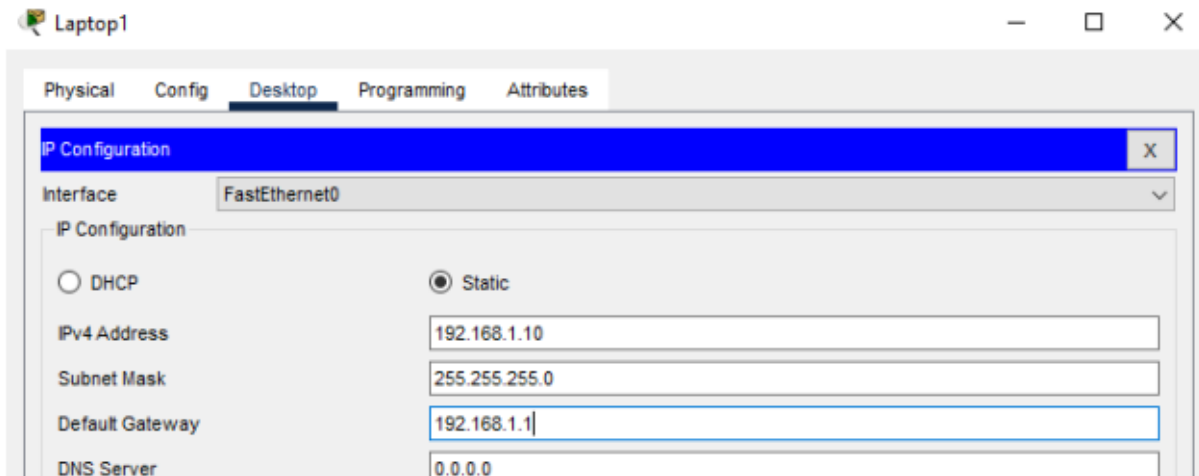 Laptop1
Physical Config Desktop Programming Attributes
IP Configuration X
Interface FastEthernet0
IP Configuration
DHCP Static
IPv4 Address 192.168.1.10
Subnet Mask 255.255.255.0
Default Gateway 192.168.1.1
DNS Server 0.0.0.0